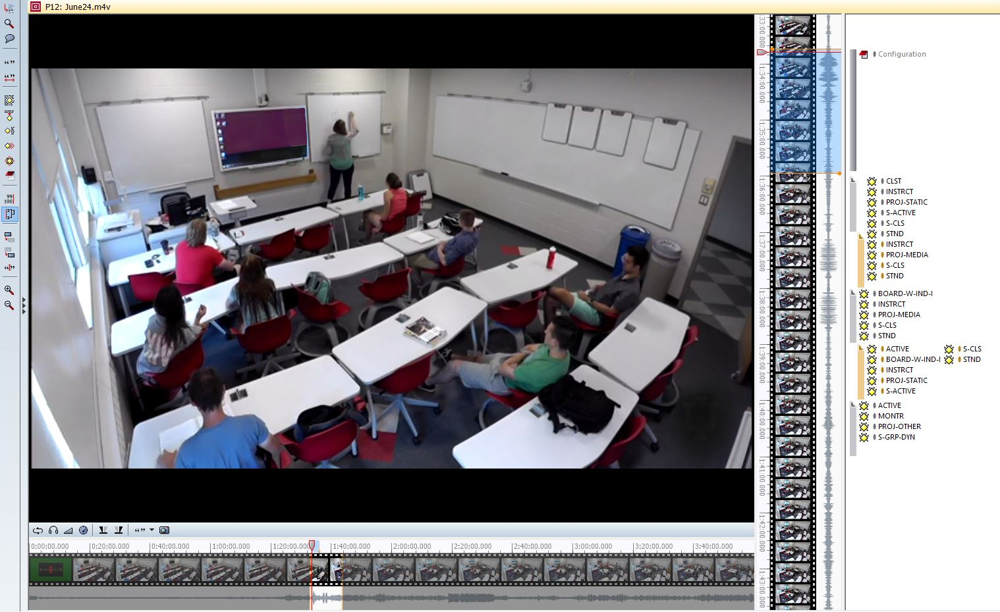 P12: June24.m4v
99
100
:33:00.000
1:34:00.000
1:35:00.000
1:36:00.000
1:37:00.000
1:38:00.000
1:39:00.000
1:40:00.000
1:41:00.000
1:42:00.000
1:43:00.000
Configuration
CLST
INSTRCT
PROJ-STATIC
S-ACTIVE
S-CLS
STND
INSTRCT
PROJ-MEDIA
S-CLS
STND
BOARD-W-IND-I
INSTRCT
PROJ-MEDIA
S-CLS
STND
ACTIVE S-CLS
BOARD-W-IND-I STND
INSTRCT
PROJ-STATIC
S-ACTIVE
ACTIVE
MONTR
PROJ-OTHER
S-GRP-DYN
0:00:00.000 0:20:00.000 0:40:00.000 1:00:00.000 1:20:00.000 1:40:00.000 2:00:00.000 2:20:00.000 2:40:00.000 3:00:00.000 3:20:00.000 3:40:00.000